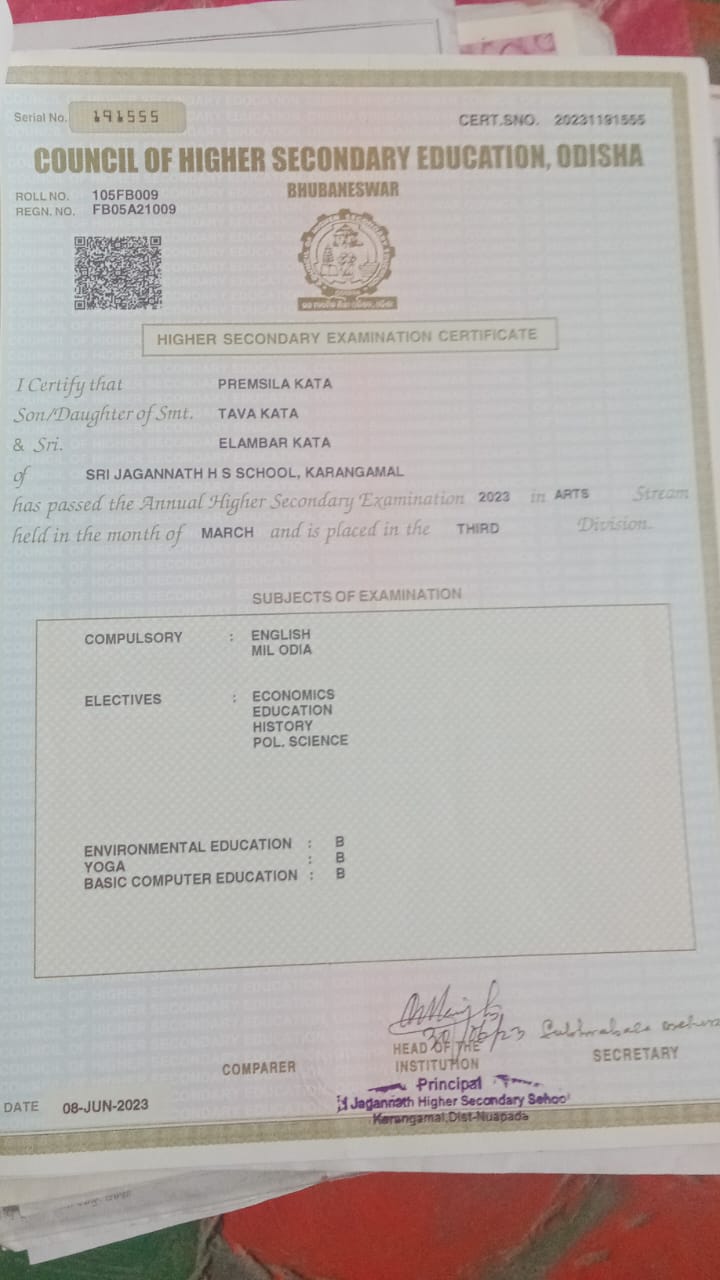 Serial No. 191555
CERT.SNO. 20231191555
COUNCIL OF HIGHER SECONDARY EDUCATION, ODISHA
BHUBANESWAR
ROLL NO. 105FB009
REGN. NO. FB05A21009
HIGHER SECONDARY EXAMINATION CERTIFICATE
I Certify that PREMSILA KATA
Son/Daughter of Smt. TAVA KATA
& Sri. ELAMBAR KATA
of SRI JAGANNATH H S SCHOOL, KARANGAMAL
has passed the Annual Higher Secondary Examination 2023 in ARTS Stream
held in the month of MARCH and is placed in the THIRD Division.
SUBJECTS OF EXAMINATION
COMPULSORY : ENGLISH
MIL ODIA
ELECTIVES : ECONOMICS
EDUCATION
HISTORY
POL. SCIENCE
ENVIRONMENTAL EDUCATION : B
YOGA : B
BASIC COMPUTER EDUCATION : B
30/06/23
COMPARER
HEAD OF THE
INSTITUTION
SECRETARY
Principal
Jagannath Higher Secondary School
Karangamal, Dist-Nuapada
DATE 08-JUN-2023